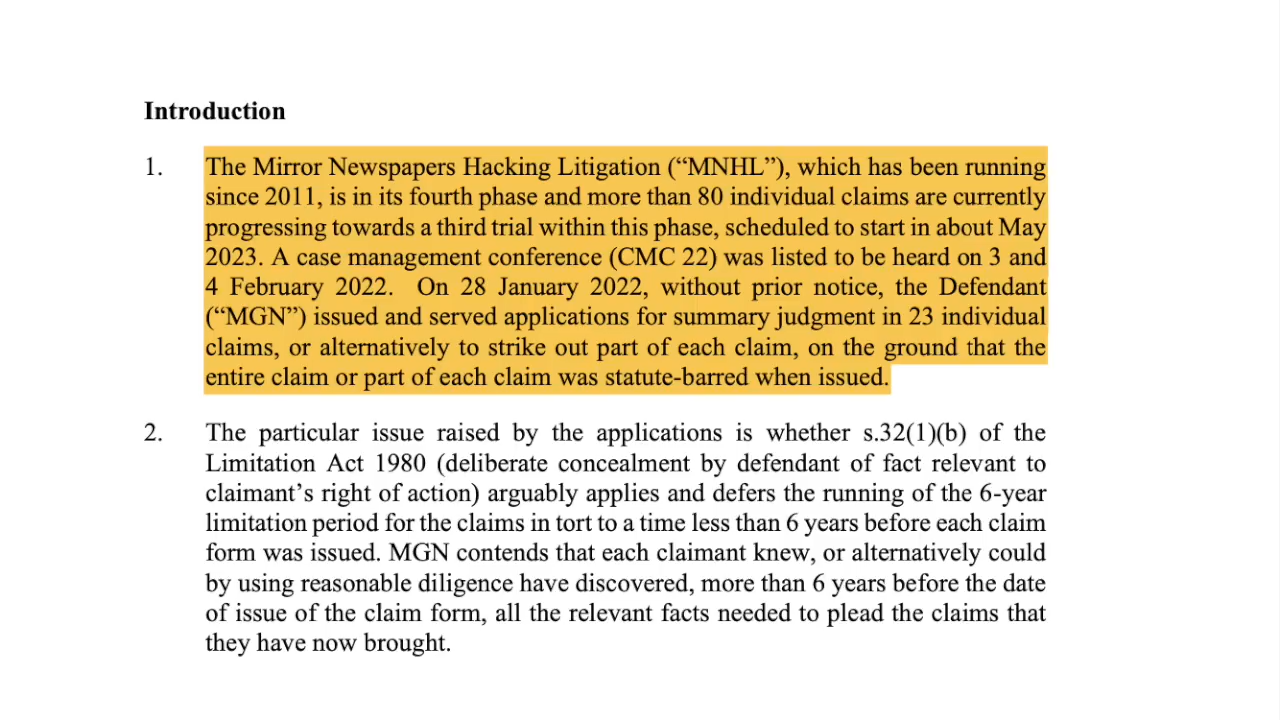 Introduction
1. The Mirror Newspapers Hacking Litigation (“MNHL”), which has been running
since 2011, is in its fourth phase and more than 80 individual claims are currently
progressing towards a third trial within this phase, scheduled to start in about May
2023. A case management conference (CMC 22) was listed to be heard on 3 and
4 February 2022. On 28 January 2022, without prior notice, the Defendant
(“MGN”) issued and served applications for summary judgment in 23 individual
claims, or alternatively to strike out part of each claim, on the ground that the
entire claim or part of each claim was statute-barred when issued.
2. The particular issue raised by the applications is whether s.32(1)(b) of the
Limitation Act 1980 (deliberate concealment by defendant of fact relevant to
claimant’s right of action) arguably applies and defers the running of the 6-year
limitation period for the claims in tort to a time less than 6 years before each claim
form was issued. MGN contends that each claimant knew, or alternatively could
by using reasonable diligence have discovered, more than 6 years before the date
of issue of the claim form, all the relevant facts needed to plead the claims that
they have now brought.